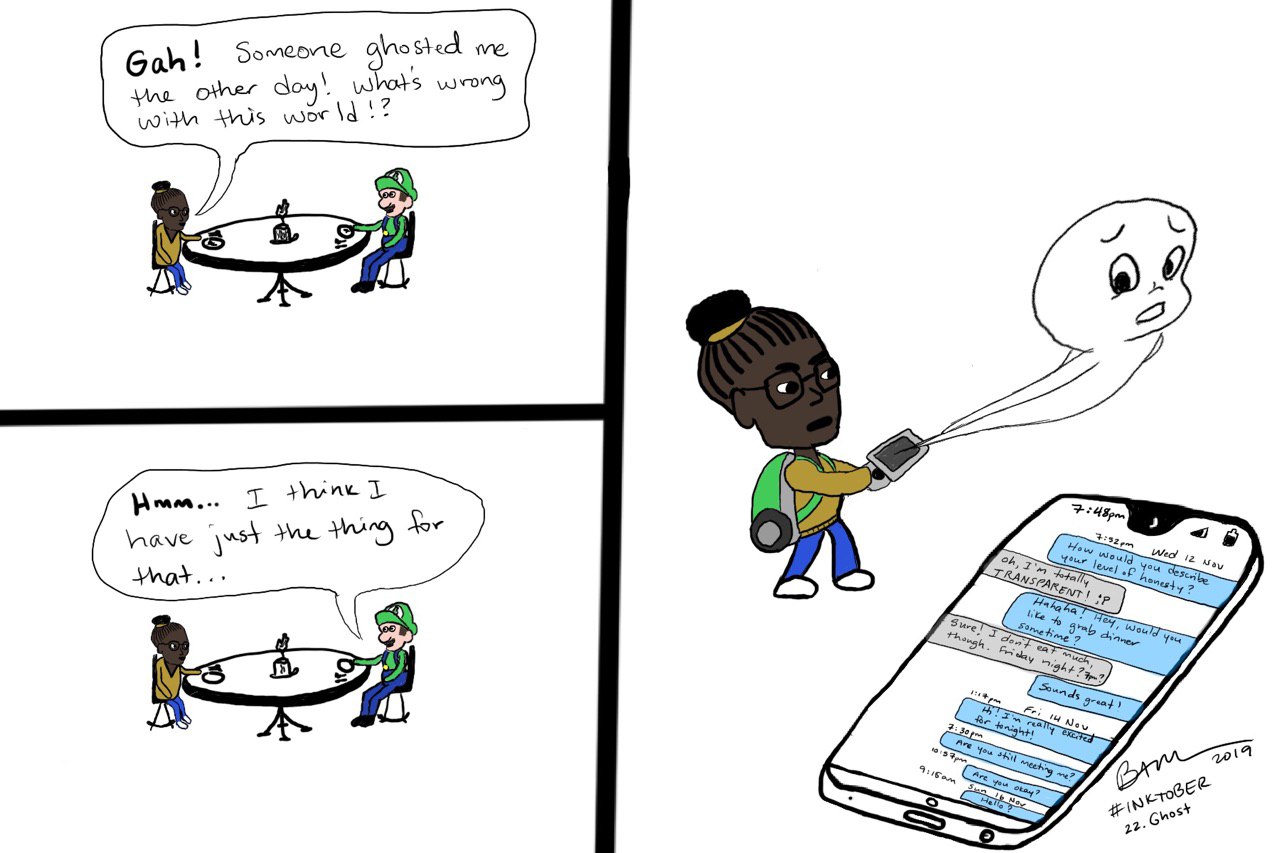 Gah! Someone ghosted me
the other day! What's wrong
with this world!?
Hmm... I think I
have just the thing for
that...
7:48pm
7:32pm Wed 12 Nov
How would you describe
your level of honesty?
oh, I'm totally
TRANSPARENT! ;P
Hahaha! Hey, would you
like to grab dinner
sometime?
Sure! I don't eat much,
though. Friday night? 7pm?
Sounds great!
1:17pm Fri 14 Nov
Hi! I'm really excited
for tonight!
7:30pm
Are you still meeting me?
10:57pm
Are you okay?
9:15am Sun 16 Nov
Hello?
BAM 2019
#INKTOBER
22. Ghost